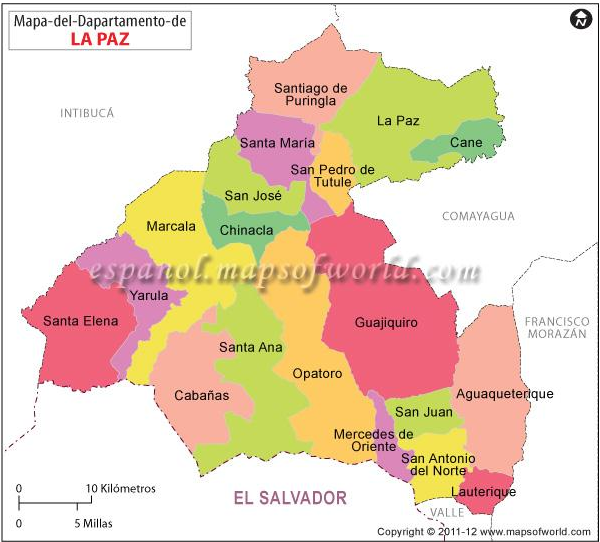 Mapa-del-Dapartamento-de
LA PAZ
N
INTIBUCÁ
Santiago de
Puringla
La Paz
Cane
Santa María
San Pedro de
Tutule
San José
COMAYAGUA
Marcala
Chinacla
espanol.mapsofworld.com
Yarula
Santa Elena
Guajiquiro
FRANCISCO
MORAZÁN
Santa Ana
Opatoro
Cabañas
Aguaqueterique
San Juan
Mercedes de
Oriente
San Antonio
del Norte
Lauterique
0 10 Kilómetros
0 5 Millas
EL SALVADOR
VALLE
Copyright © 2011-12 www.mapsofworld.com